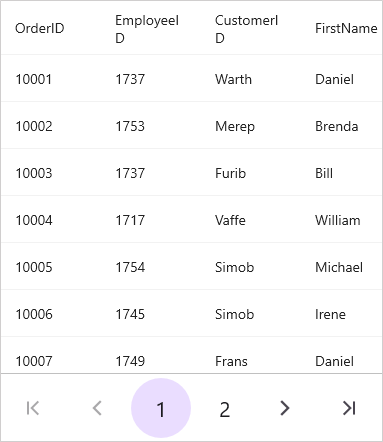 OrderID EmployeeID CustomerID FirstName
10001 1737 Warth Daniel
10002 1753 Merep Brenda
10003 1737 Furib Bill
10004 1717 Vaffe William
10005 1754 Simob Michael
10006 1745 Simob Irene
10007 1749 Frans Daniel
1 2